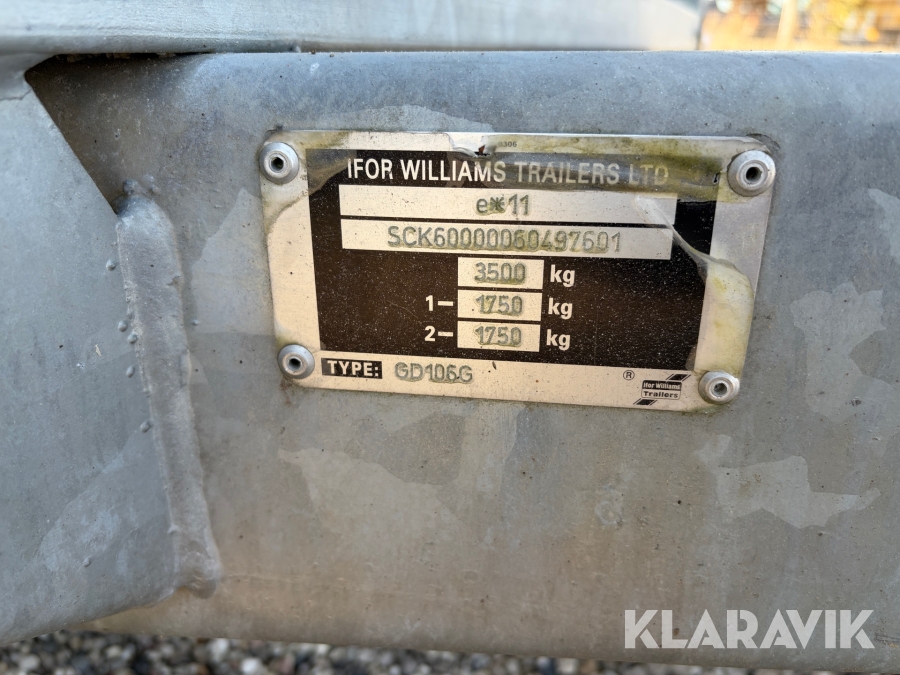 IFOR WILLIAMS TRAILERS LTD
e*11
SCK60000060497601
3500 kg
1- 1750 kg
2- 1750 kg
TYPE: GD106G
®
Ifor Williams
Trailers
KLARAVIK